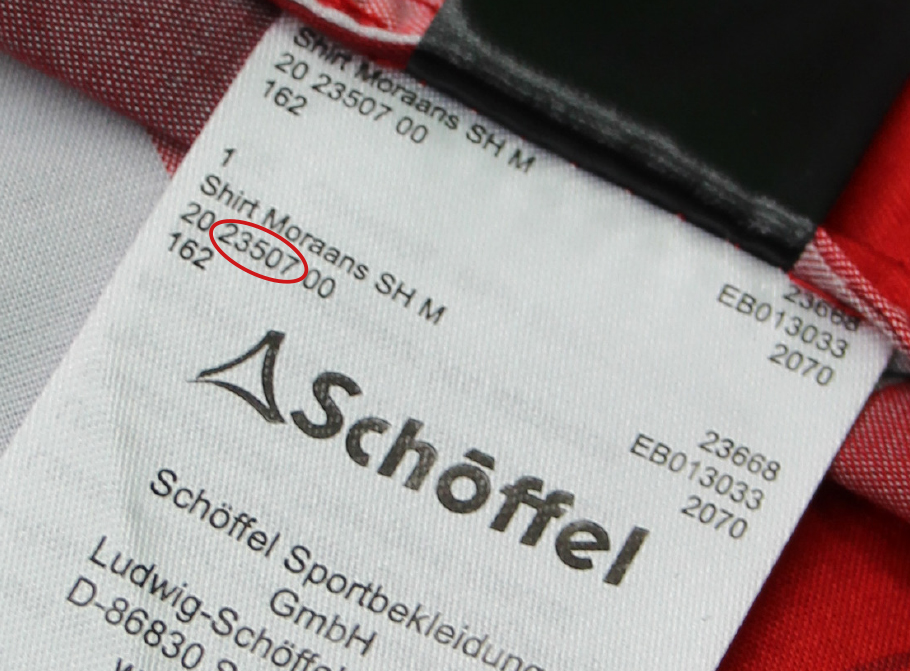 Shirt Moraans SH M
20 23507 00
162
23668
EB013033
2070
1
Shirt Moraans SH M
20 23507 00
162
23668
EB013033
2070
Schöffel
Schöffel Sportbekleidung
GmbH
D-86830